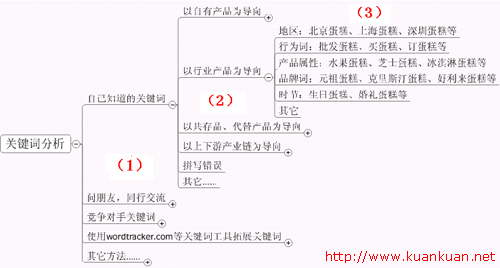 关键词分析
(1)
自己知道的关键词
(2)
以自有产品为导向
以行业产品为导向
(3)
地区：北京蛋糕、上海蛋糕、深圳蛋糕等
行为词：批发蛋糕、买蛋糕、订蛋糕等
产品属性：水果蛋糕、芝士蛋糕、冰淇淋蛋糕等
品牌词：元祖蛋糕、克里斯汀蛋糕、好利来蛋糕等
时节：生日蛋糕、婚礼蛋糕等
其它
以共存品、代替产品为导向
以上下游产业链为导向
拼写错误
其它……
问朋友，同行交流
竞争对手关键词
使用wordtracker.com等关键词工具拓展关键词
其它方法……
http://www.kuankuan.net